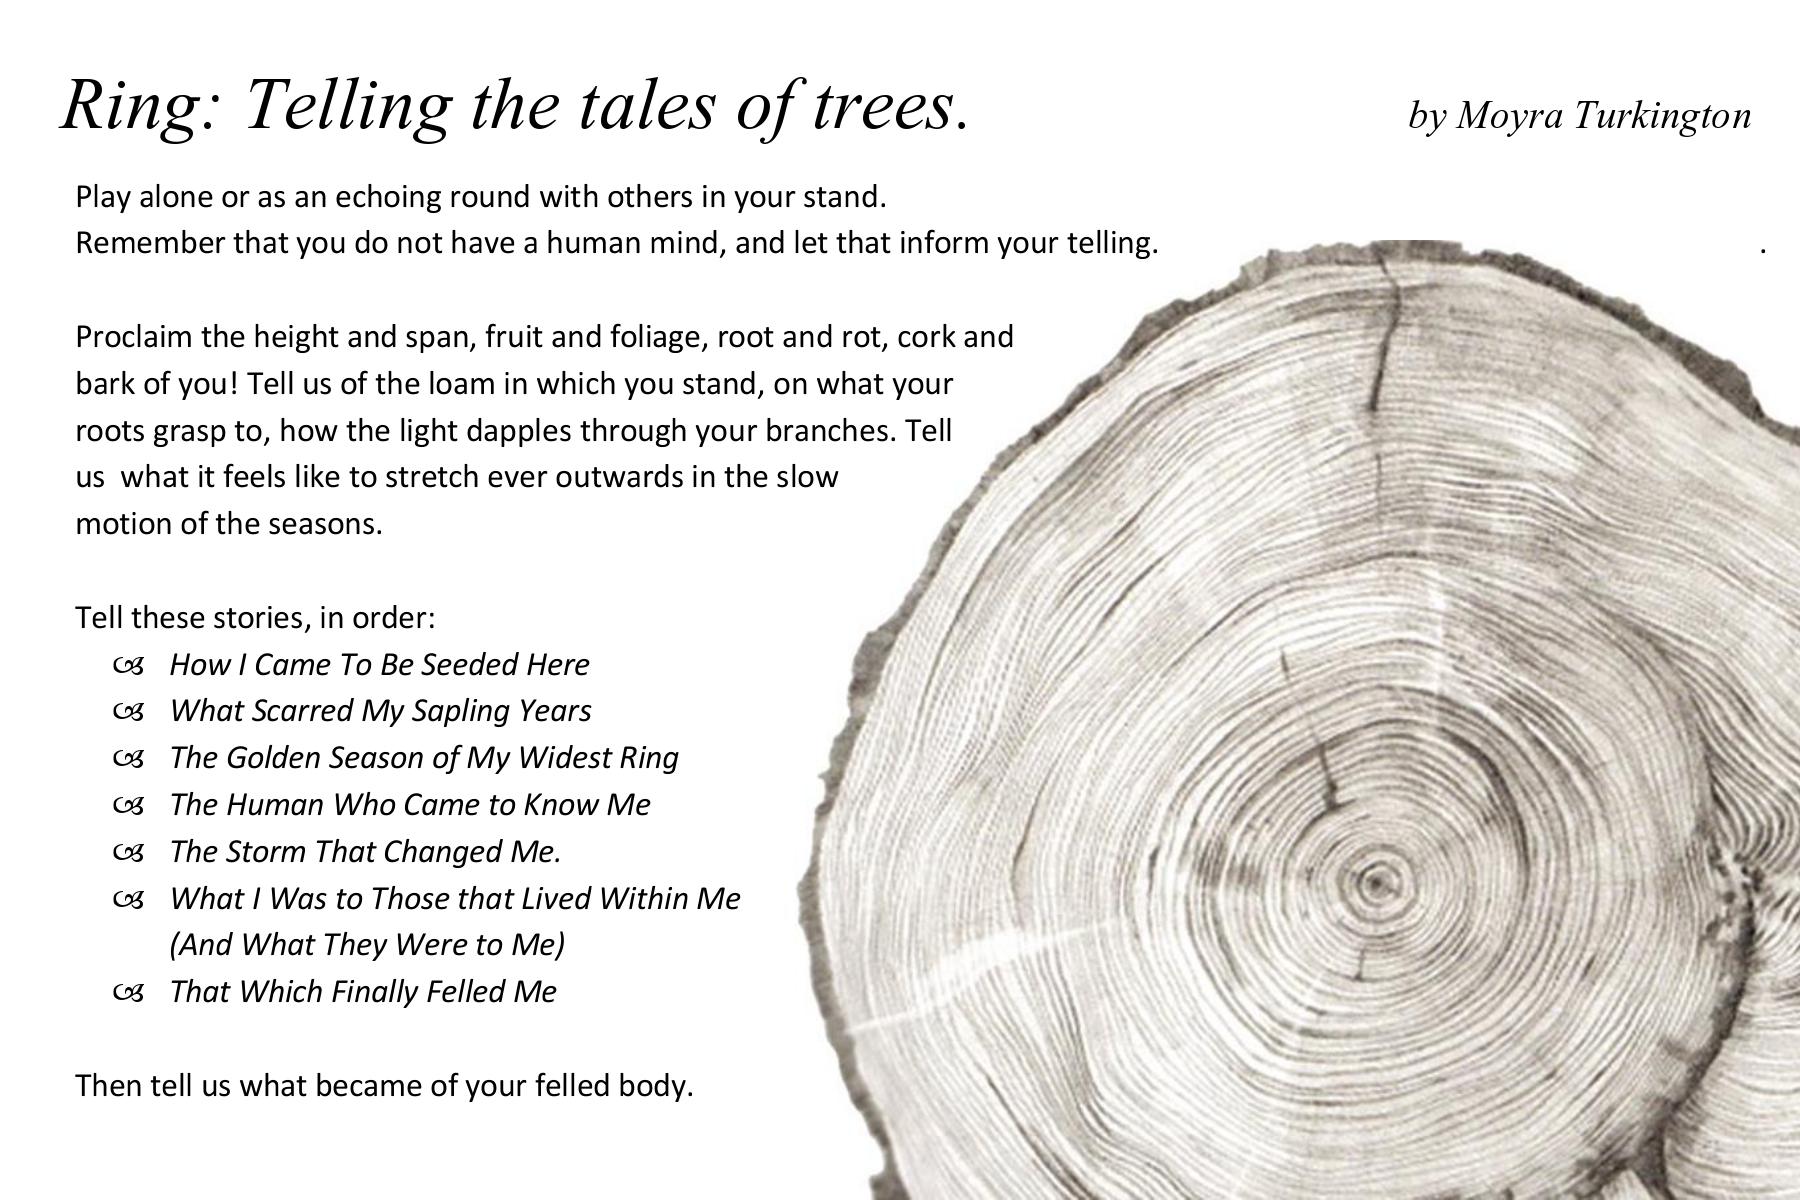 Ring: Telling the tales of trees.
by Moyra Turkington
Play alone or as an echoing round with others in your stand.
Remember that you do not have a human mind, and let that inform your telling.
.
Proclaim the height and span, fruit and foliage, root and rot, cork and
bark of you! Tell us of the loam in which you stand, on what your
roots grasp to, how the light dapples through your branches. Tell
us  what it feels like to stretch ever outwards in the slow
motion of the seasons.
Tell these stories, in order:
How I Came To Be Seeded Here
What Scarred My Sapling Years
The Golden Season of My Widest Ring
The Human Who Came to Know Me
The Storm That Changed Me.
What I Was to Those that Lived Within Me
(And What They Were to Me)
That Which Finally Felled Me
Then tell us what became of your felled body.